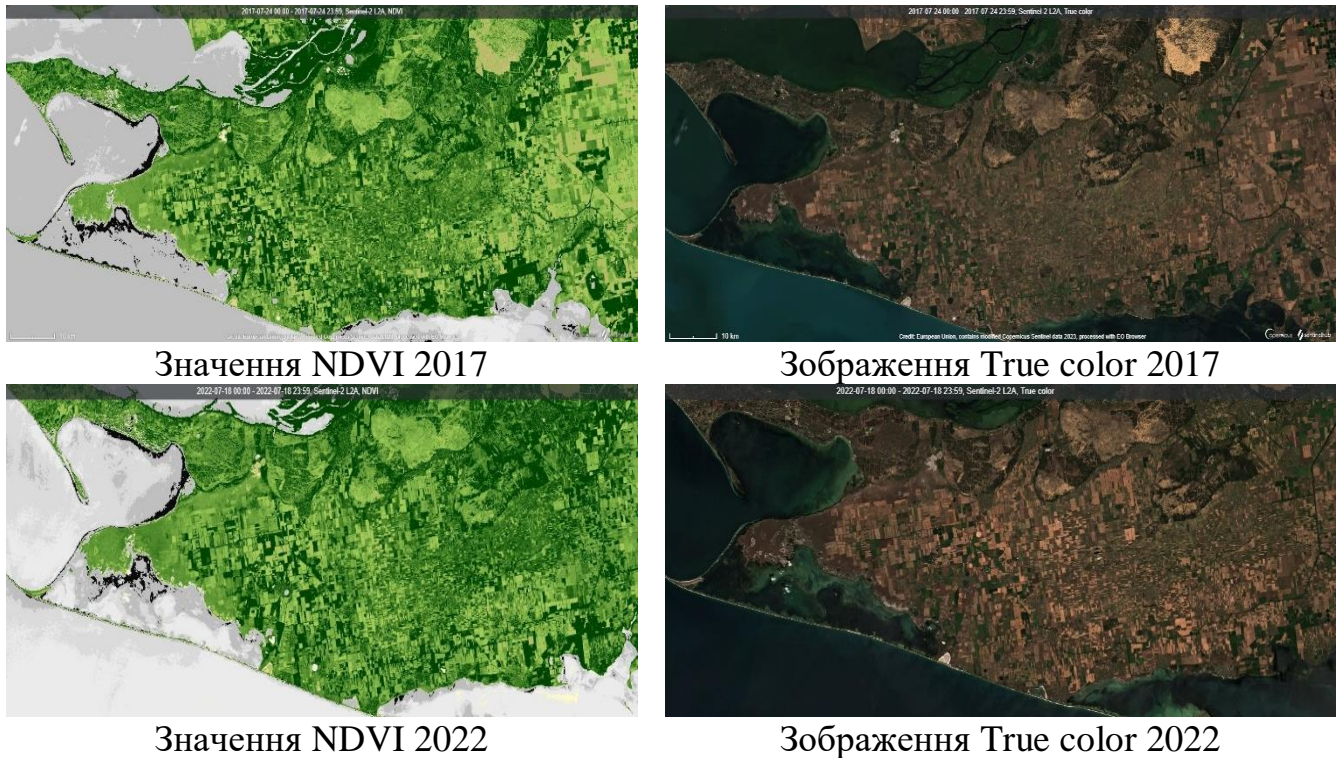 2017-07-24 00:00 - 2017-07-24 23:59, Sentinel-2 L2A, NDVI
2017-07-24 00:00 - 2017-07-24 23:59, Sentinel-2 L2A, True color
10 km
10 km
Credit: European Union, contains modified Copernicus Sentinel data 2023, processed with EO Browser
Значення NDVI 2017
Зображення True color 2017
2022-07-18 00:00 - 2022-07-18 23:59, Sentinel-2 L2A, NDVI
2022-07-18 00:00 - 2022-07-18 23:59, Sentinel-2 L2A, True color
Значення NDVI 2022
Зображення True color 2022